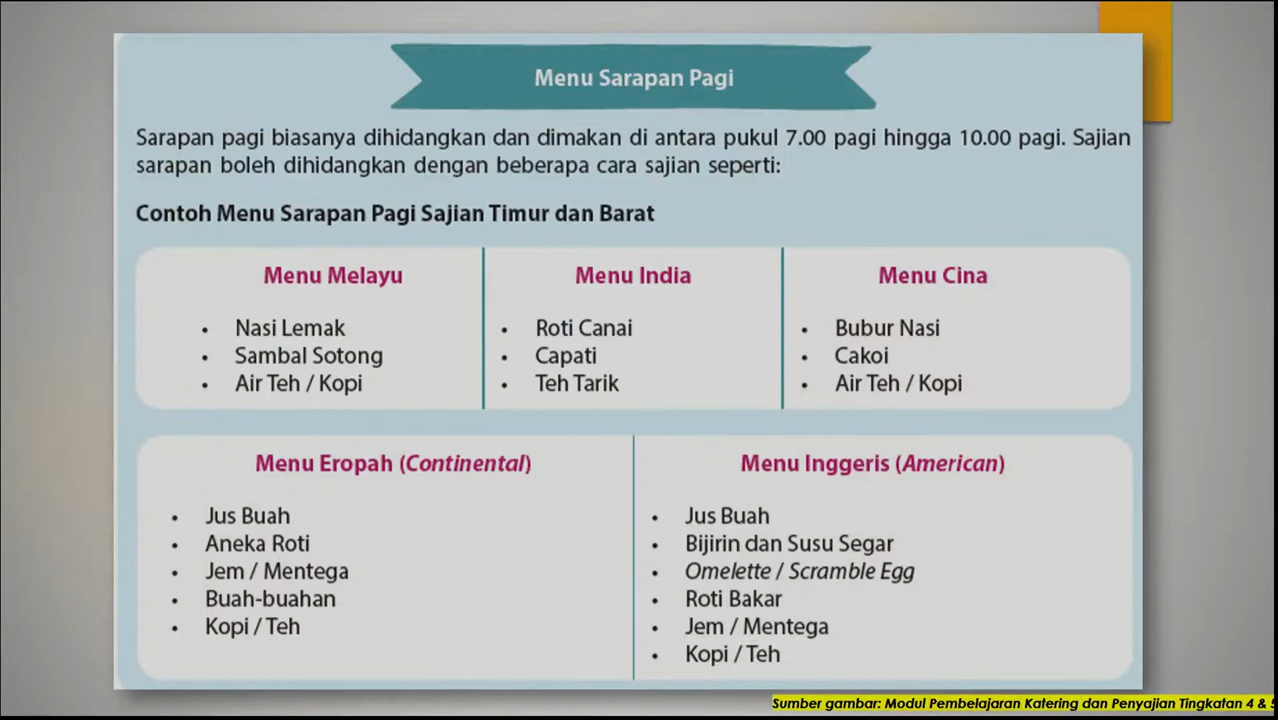 Menu Sarapan Pagi
Sarapan pagi biasanya dihidangkan dan dimakan di antara pukul 7.00 pagi hingga 10.00 pagi. Sajian
sarapan boleh dihidangkan dengan beberapa cara sajian seperti:
Contoh Menu Sarapan Pagi Sajian Timur dan Barat
Menu Melayu
• Nasi Lemak
• Sambal Sotong
• Air Teh / Kopi
Menu India
• Roti Canai
• Capati
• Teh Tarik
Menu Cina
• Bubur Nasi
• Cakoi
• Air Teh / Kopi
Menu Eropah (Continental)
• Jus Buah
• Aneka Roti
• Jem / Mentega
• Buah-buahan
• Kopi / Teh
Menu Inggeris (American)
• Jus Buah
• Bijirin dan Susu Segar
• Omelette / Scramble Egg
• Roti Bakar
• Jem / Mentega
• Kopi / Teh
Sumber gambar: Modul Pembelajaran Katering dan Penyajian Tingkatan 4 & 5